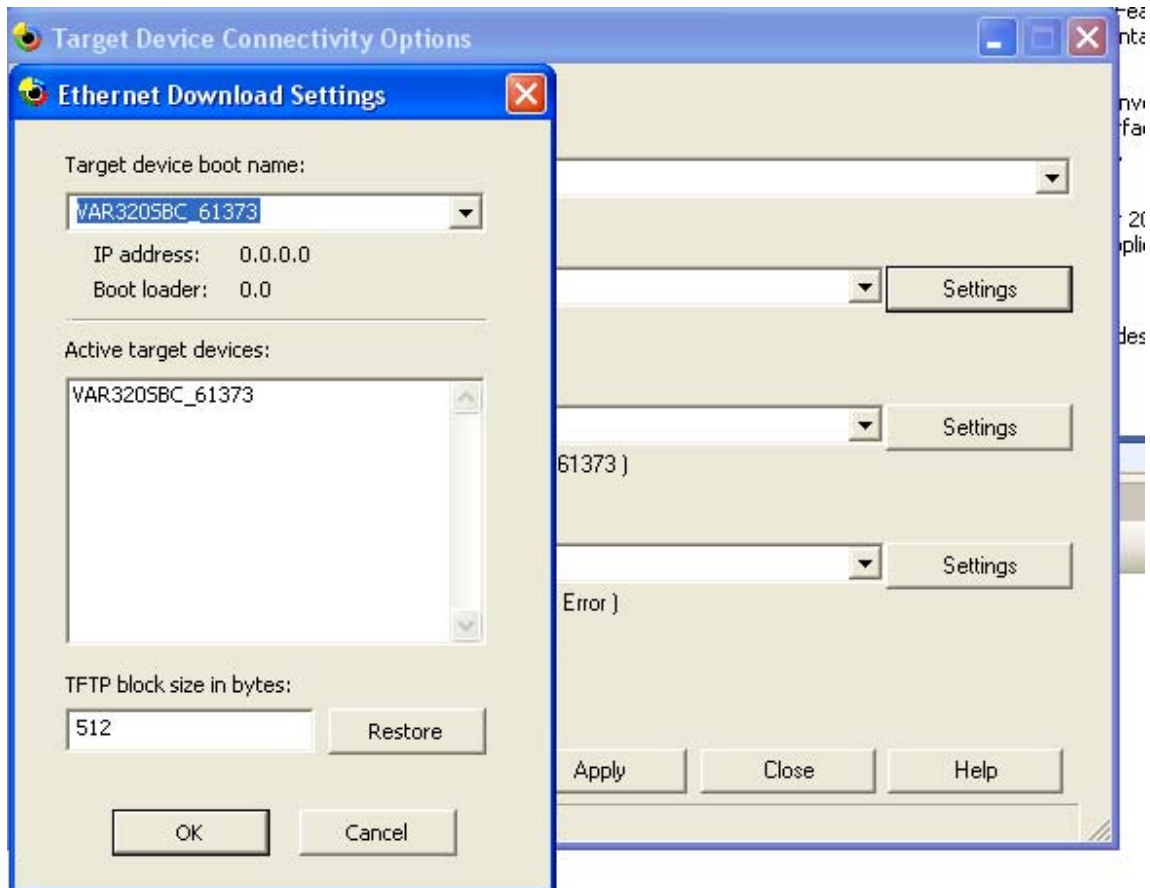 Target Device Connectivity Options
Ethernet Download Settings
Target device boot name:
VAR320SBC_61373
IP address: 0.0.0.0
Boot loader: 0.0
Active target devices:
VAR320SBC_61373
TFTP block size in bytes:
512
Restore
OK
Cancel
Settings
Settings
61373 )
Settings
Error )
Apply
Close
Help